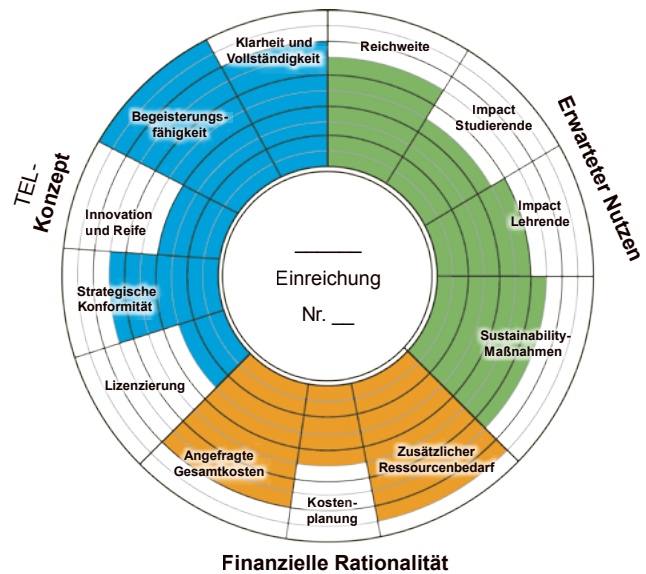 Klarheit und
Vollständigkeit
Reichweite
Begeisterungs-
fähigkeit
Impact
Studierende
Erwarteter Nutzen
TEL-
Konzept
Innovation
und Reife
Impact
Lehrende
______
Einreichung
Nr. __
Strategische
Konformität
Sustainability-
Maßnahmen
Lizenzierung
Angefragte
Gesamtkosten
Zusätzlicher
Ressourcenbedarf
Kosten-
planung
Finanzielle Rationalität